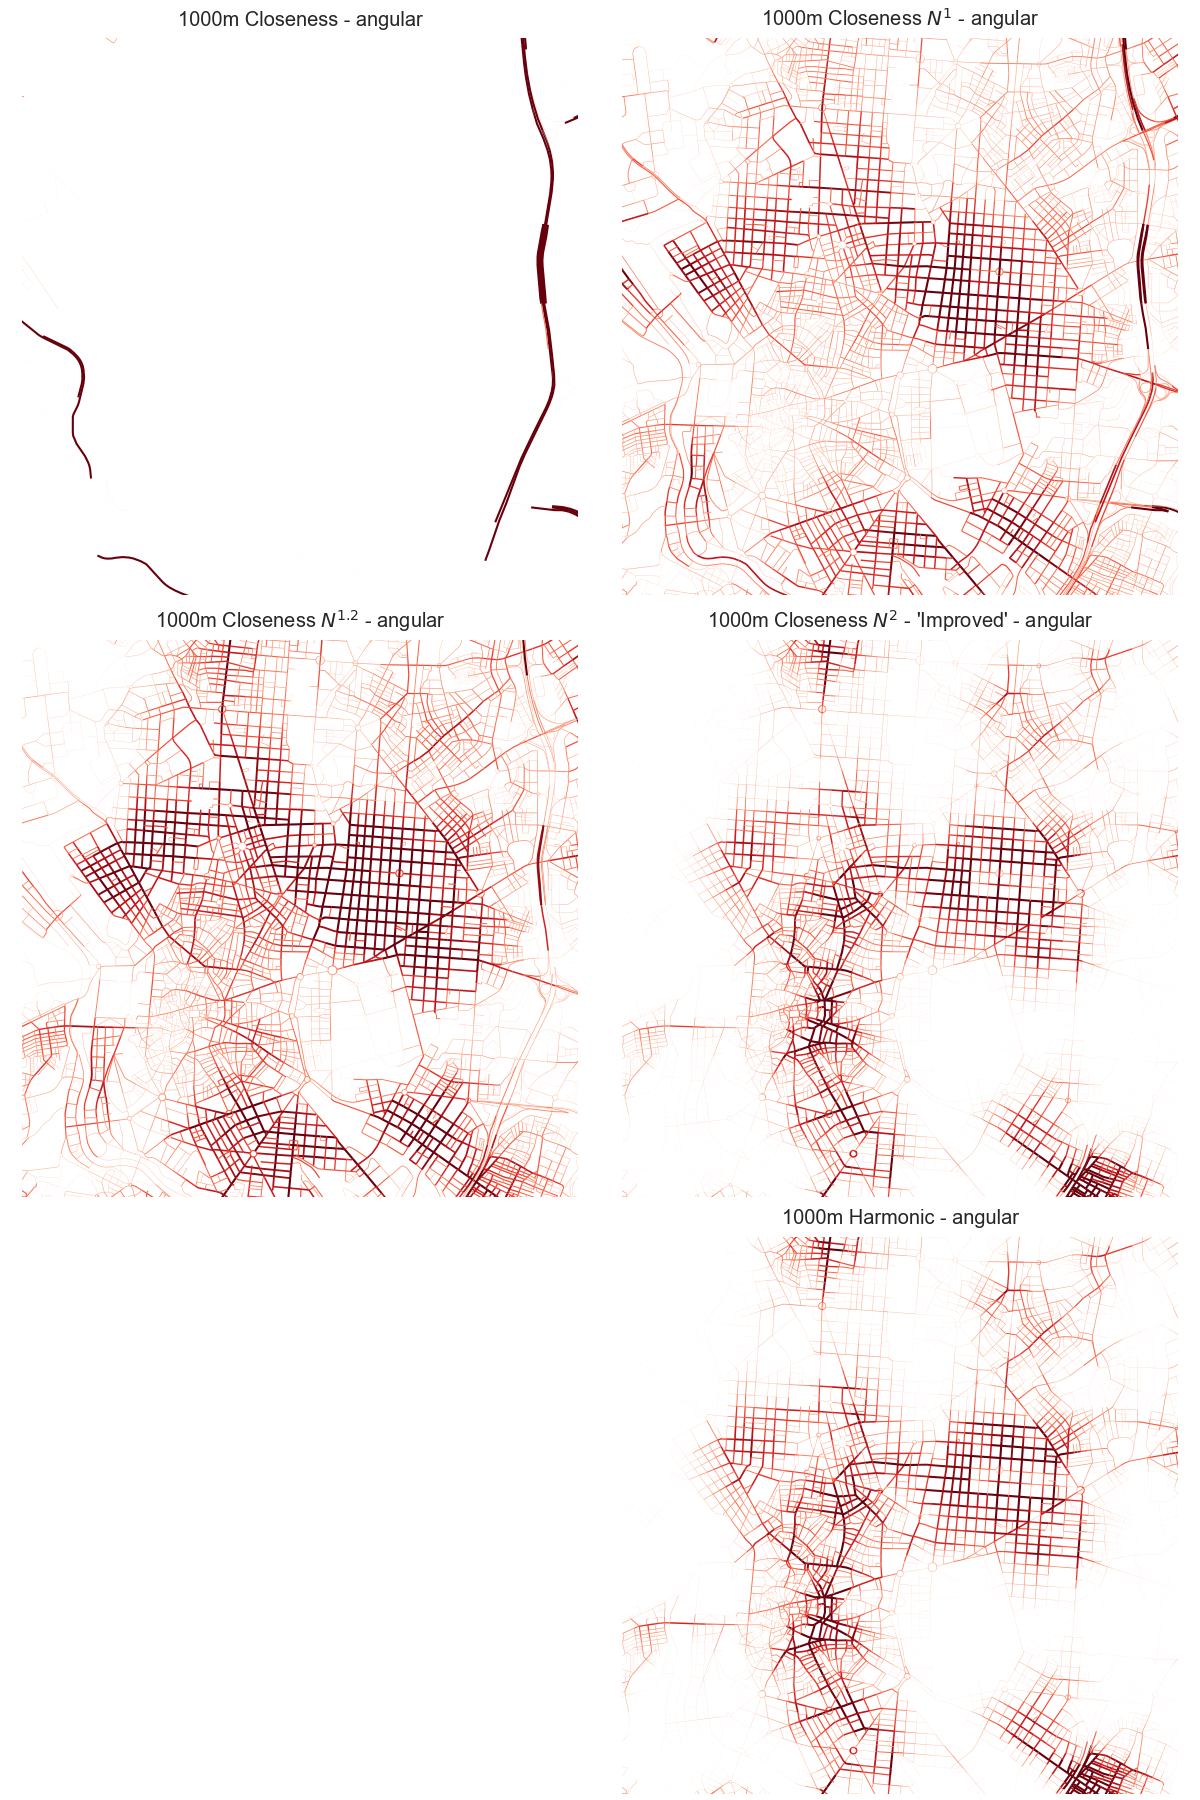 1000m Closeness - angular
1000m Closeness N¹ - angular
1000m Closeness N¹·² - angular
1000m Closeness N² - 'Improved' - angular
1000m Harmonic - angular